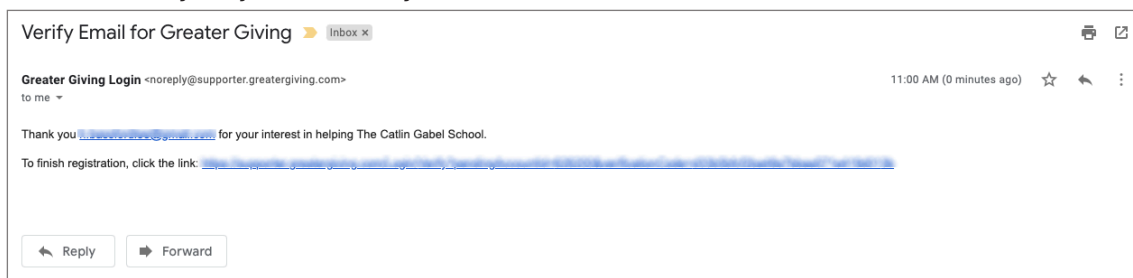 Verify Email for Greater Giving Inbox ×
Greater Giving Login <noreply@supporter.greatergiving.com> 11:00 AM (0 minutes ago)
to me
Thank you for your interest in helping The Catlin Gabel School.
To finish registration, click the link:
Reply Forward